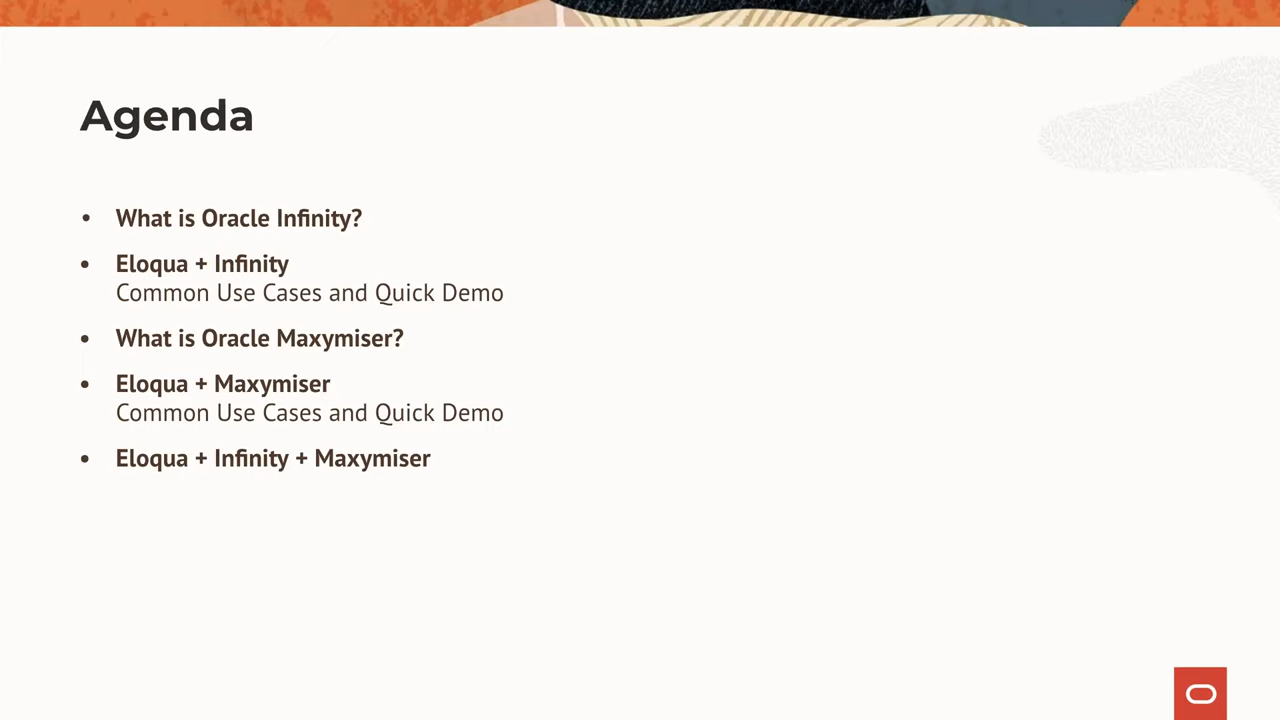 Agenda
• What is Oracle Infinity?
• Eloqua + Infinity
Common Use Cases and Quick Demo
• What is Oracle Maxymiser?
• Eloqua + Maxymiser
Common Use Cases and Quick Demo
• Eloqua + Infinity + Maxymiser